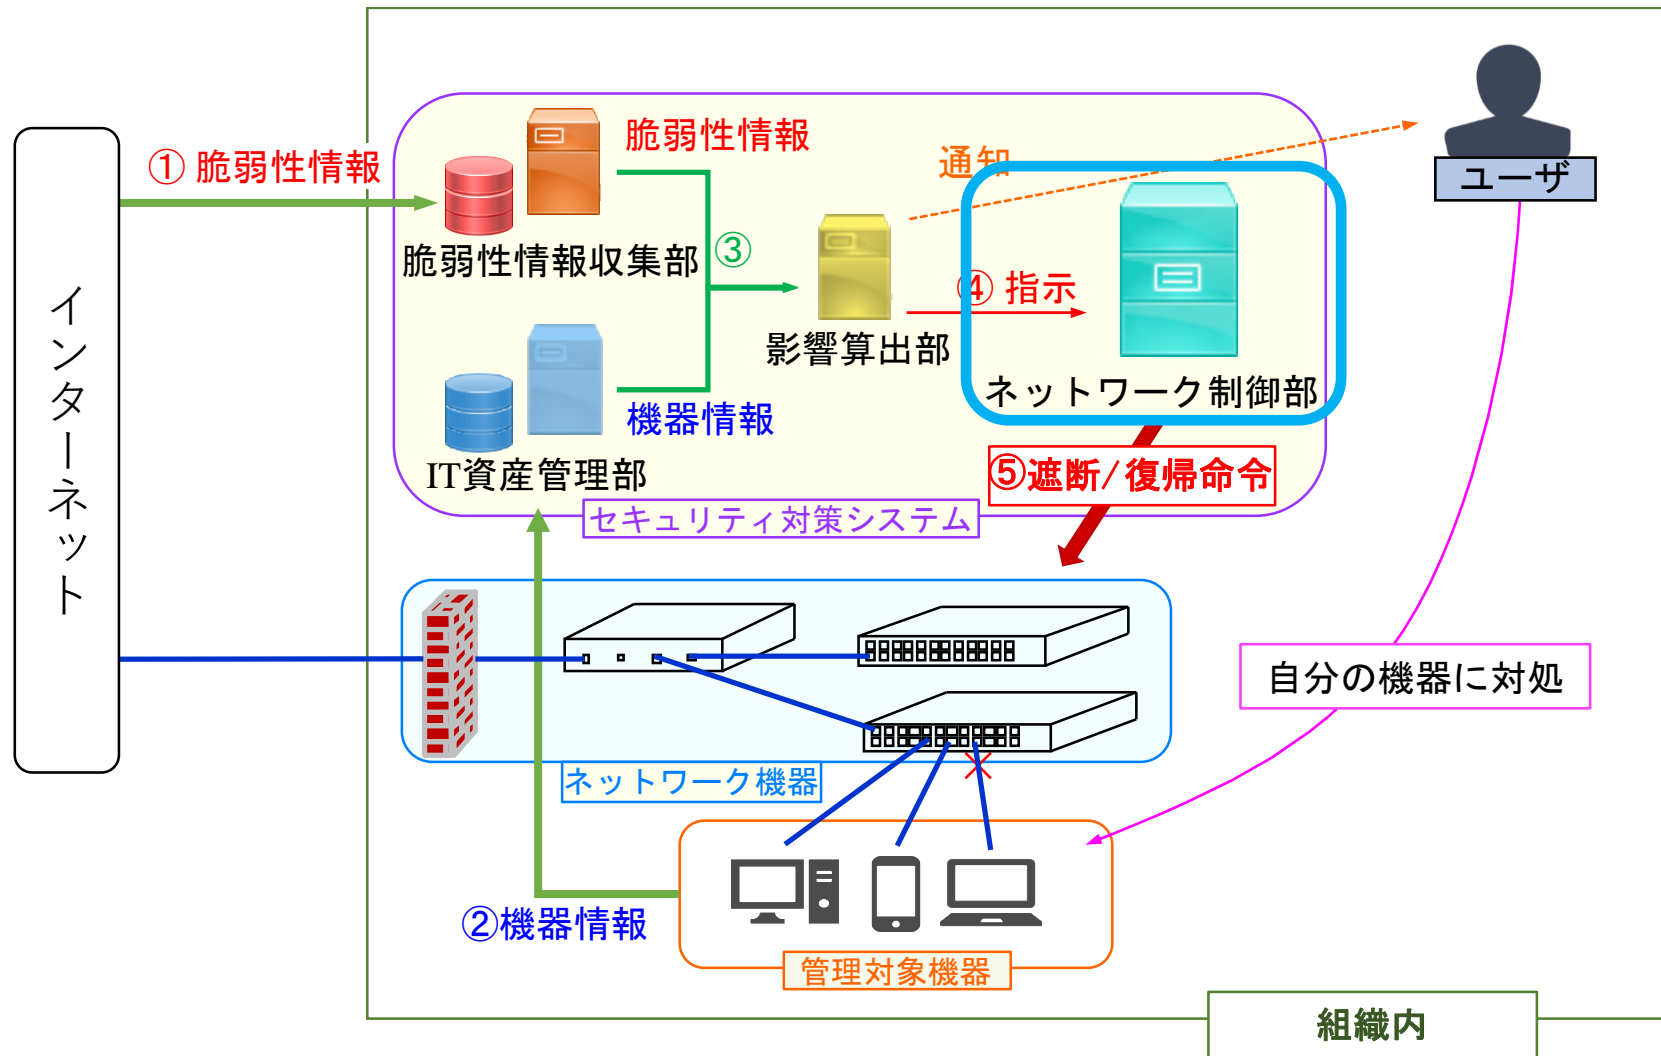 インターネット
① 脆弱性情報
脆弱性情報
脆弱性情報収集部
③
通知
ユーザ
④ 指示
影響算出部
ネットワーク制御部
機器情報
IT資産管理部
⑤遮断/復帰命令
セキュリティ対策システム
自分の機器に対処
ネットワーク機器
②機器情報
管理対象機器
組織内